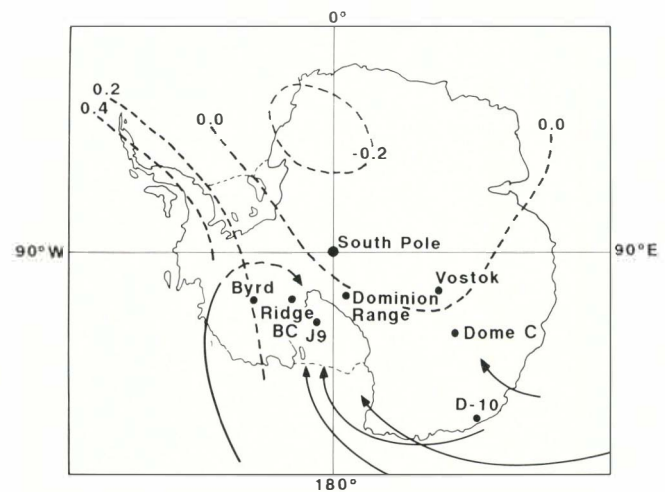 0°
0.2
0.4
0.0
0.0
-0.2
90°W
South Pole
90°E
Byrd
Vostok
Ridge
BC
J9
Dominion
Range
Dome C
D-10
180°